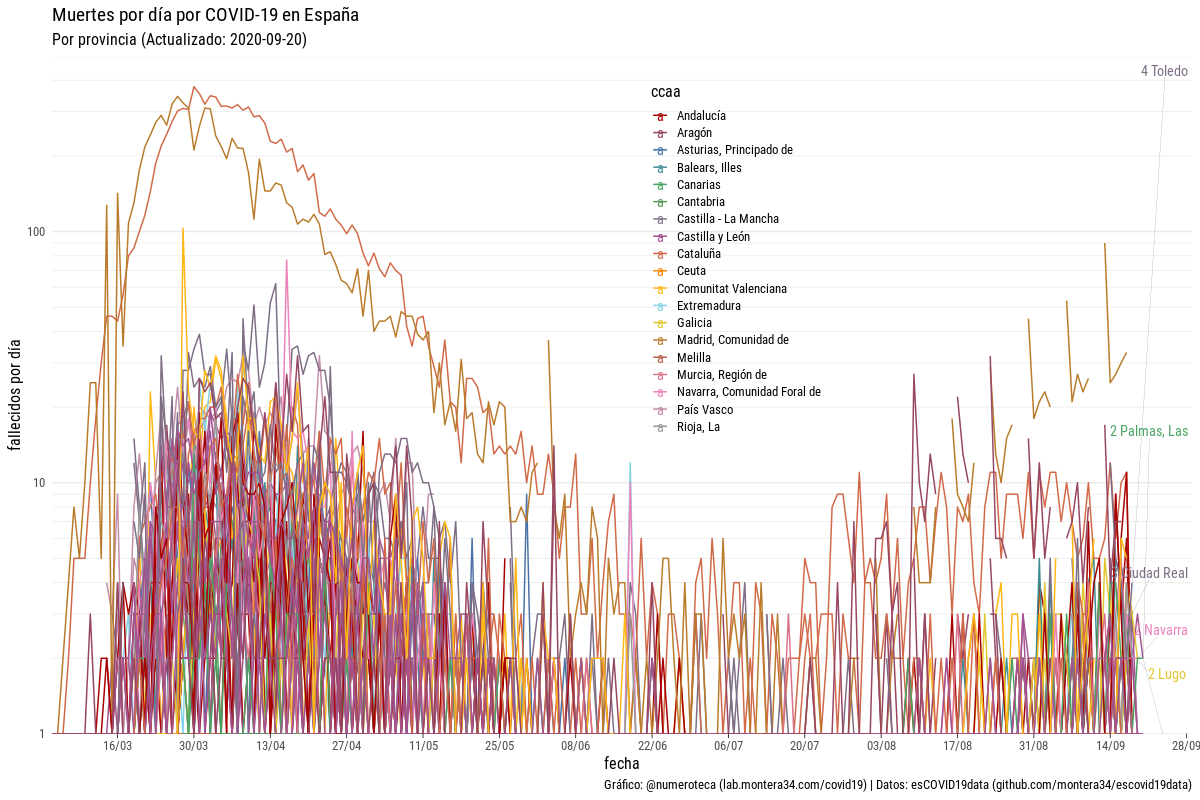 Muertes por día por COVID-19 en España
Por provincia (Actualizado: 2020-09-20)
4 Toledo
ccaa
Andalucía
Aragón
Asturias, Principado de
Balears, Illes
Canarias
Cantabria
Castilla - La Mancha
Castilla y León
Cataluña
Ceuta
Comunitat Valenciana
Extremadura
Galicia
Madrid, Comunidad de
Melilla
Murcia, Región de
Navarra, Comunidad Foral de
País Vasco
Rioja, La
2 Palmas, Las
Ciudad Real
Navarra
2 Lugo
fallecidos por día
100
10
1
16/03 30/03 13/04 27/04 11/05 25/05 08/06 22/06 06/07 20/07 03/08 17/08 31/08 14/09 28/09
fecha
Gráfico: @numeroteca (lab.montera34.com/covid19) | Datos: esCOVID19data (github.com/montera34/escovid19data)